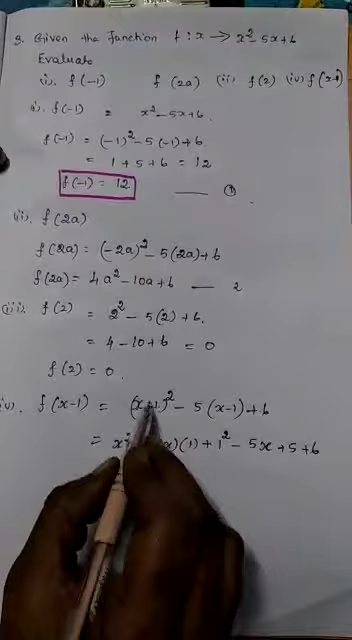 3. Given the function f : x → x² - 5x + 6
Evaluate
(i). f(-1) f(2a) (iii) f(2) (iv) f(x-1)
i). f(-1) = x² - 5x + 6.
f(-1) = (-1)² - 5(-1) + 6
= 1 + 5 + 6 = 12
f(-1) = 12 —— ①
(ii). f(2a)
f(2a) = (-2a)² - 5(2a) + 6
f(2a) = 4a² - 10a + 6 —— 2
(iii). f(2) = 2² - 5(2) + 6.
= 4 - 10 + 6 = 0
f(2) = 0.
iv). f(x-1) = (x 1)² - 5(x-1) + 6
= x² x)(1) + 1² - 5x + 5 + 6